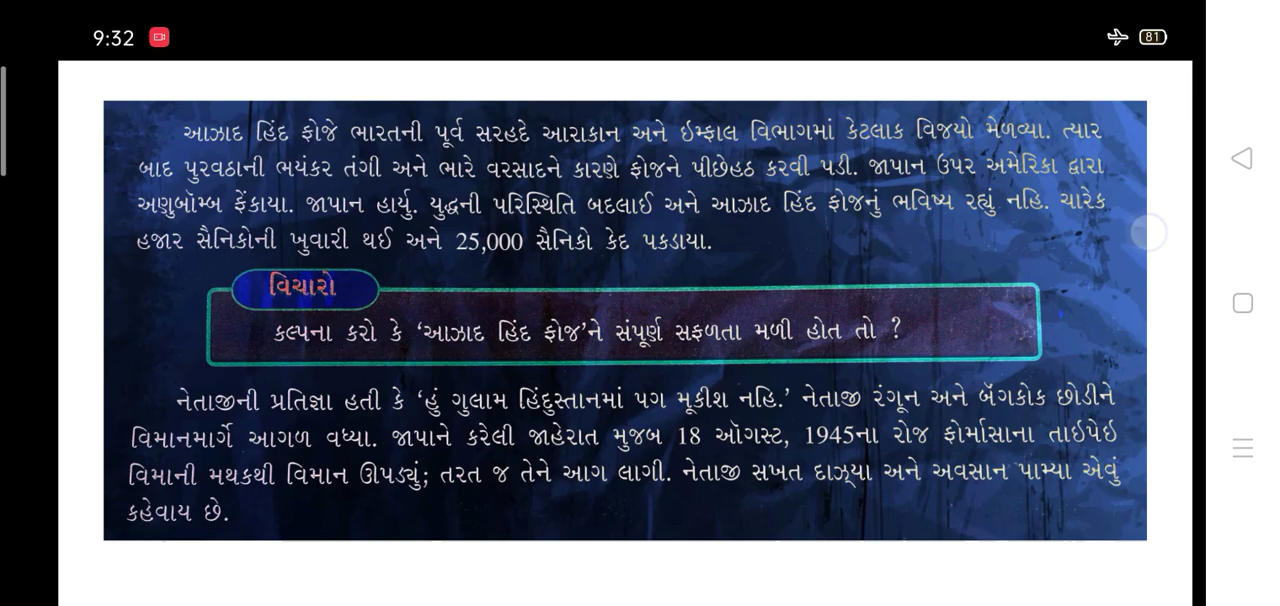 9:32
81
આઝાદ હિંદ ફોજે ભારતની પૂર્વ સરહદે આરાકાન અને ઇમ્ફાલ વિભાગમાં કેટલાક વિજયો મેળવ્યા. ત્યાર
બાદ પુરવઠાની ભયંકર તંગી અને ભારે વરસાદને કારણે ફોજને પીછેહઠ કરવી પડી. જાપાન ઉપર અમેરિકા દ્વારા
અણુબૉમ્બ ફેંકાયા. જાપાન હાર્યુ. યુદ્ધની પરિસ્થિતિ બદલાઈ અને આઝાદ હિંદ ફોજનું ભવિષ્ય રહ્યું નહિ. ચારેક
હજાર સૈનિકોની ખુવારી થઈ અને 25,000 સૈનિકો કેદ પકડાયા.
વિચારો
કલ્પના કરો કે ‘આઝાદ હિંદ ફોજ’ને સંપૂર્ણ સફળતા મળી હોત તો ?
નેતાજીની પ્રતિજ્ઞા હતી કે ‘હું ગુલામ હિંદુસ્તાનમાં પગ મૂકીશ નહિ.’ નેતાજી રંગૂન અને બૅંગકોક છોડીને
વિમાનમાર્ગે આગળ વધ્યા. જાપાને કરેલી જાહેરાત મુજબ 18 ઑગસ્ટ, 1945ના રોજ ફોર્માસાના તાઇપેઇ
વિમાની મથકથી વિમાન ઊપડ્યું; તરત જ તેને આગ લાગી. નેતાજી સખત દાઝ્યા અને અવસાન પામ્યા એવું
કહેવાય છે.